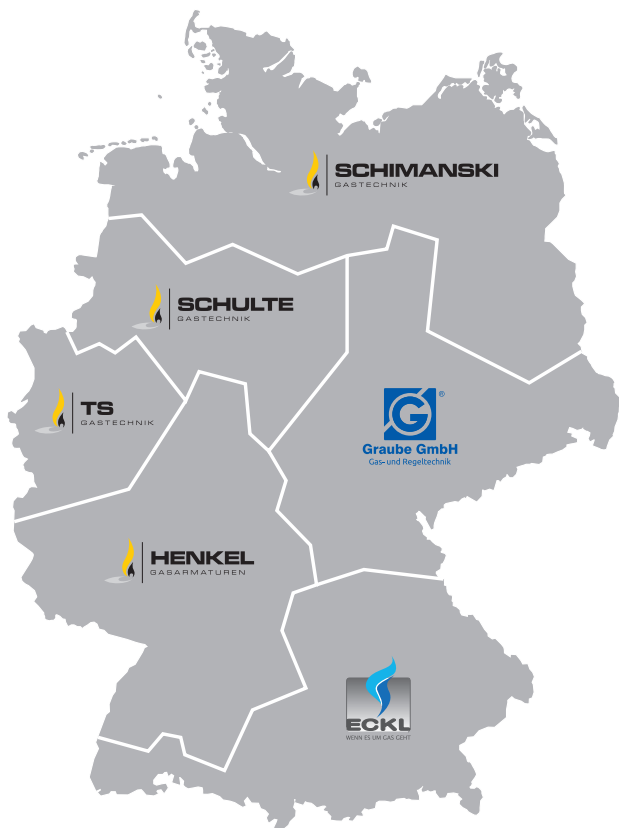 SCHIMANSKI
GASTECHNIK
SCHULTE
GASTECHNIK
TS
GASTECHNIK
G ®
Graube GmbH
Gas- und Regeltechnik
HENKEL
GASARMATUREN
ECKL
WENN ES UM GAS GEHT